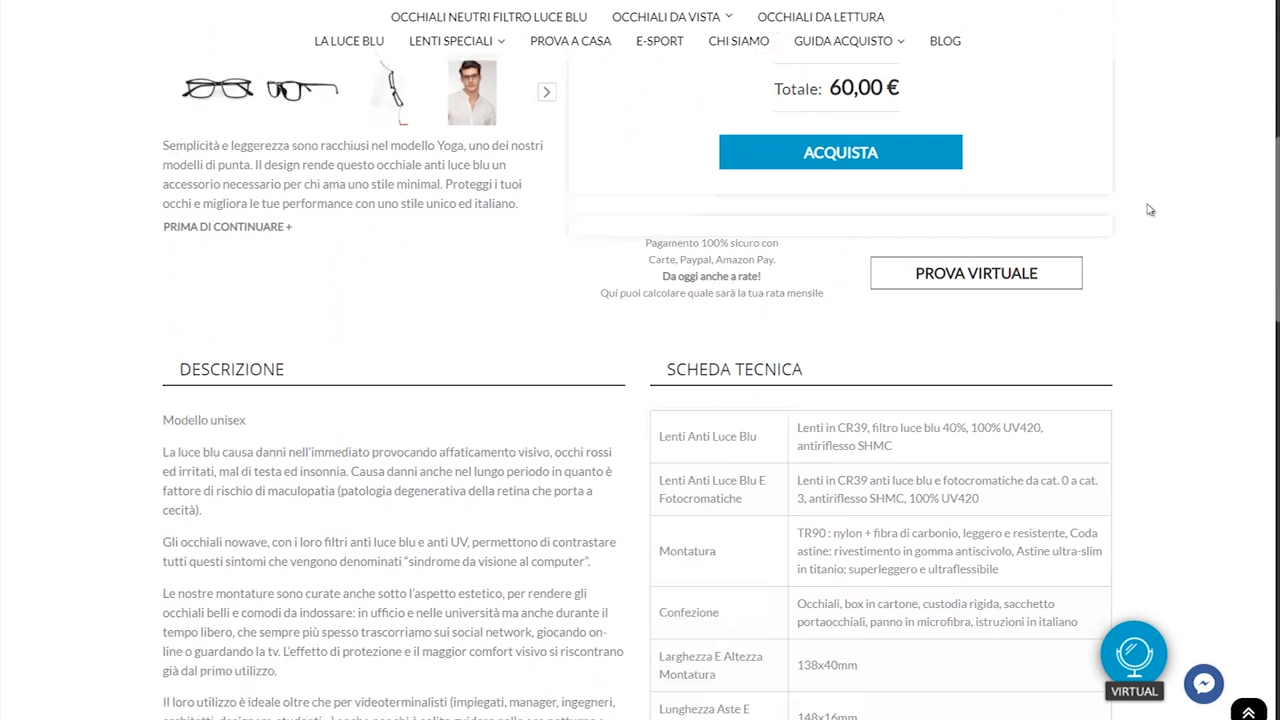 OCCHIALI NEUTRI FILTRO LUCE BLU OCCHIALI DA VISTA OCCHIALI DA LETTURA
LA LUCE BLU LENTI SPECIALI PROVA A CASA E-SPORT CHI SIAMO GUIDA ACQUISTO BLOG
Totale: 60,00 €
ACQUISTA
Semplicità e leggerezza sono racchiusi nel modello Yoga, uno dei nostri
modelli di punta. Il design rende questo occhiale anti luce blu un
accessorio necessario per chi ama uno stile minimal. Proteggi i tuoi
occhi e migliora le tue performance con uno stile unico ed italiano.
PRIMA DI CONTINUARE +
Pagamento 100% sicuro con
Carte, Paypal, Amazon Pay.
Da oggi anche a rate!
Qui puoi calcolare quale sarà la tua rata mensile
PROVA VIRTUALE
DESCRIZIONE
Modello unisex
La luce blu causa danni nell’immediato provocando affaticamento visivo, occhi rossi
ed irritati, mal di testa ed insonnia. Causa danni anche nel lungo periodo in quanto è
fattore di rischio di maculopatia (patologia degenerativa della retina che porta a
cecità).
Gli occhiali nowave, con i loro filtri anti luce blu e anti UV, permettono di contrastare
tutti questi sintomi che vengono denominati “sindrome da visione al computer”.
Le nostre montature sono curate anche sotto l’aspetto estetico, per rendere gli
occhiali belli e comodi da indossare: in ufficio e nelle università ma anche durante il
tempo libero, che sempre più spesso trascorriamo sui social network, giocando on-
line o guardando la tv. L’effetto di protezione e il maggior comfort visivo si riscontrano
già dal primo utilizzo.
Il loro utilizzo è ideale oltre che per videoterminalisti (impiegati, manager, ingegneri,
SCHEDA TECNICA
Lenti Anti Luce Blu
Lenti in CR39, filtro luce blu 40%, 100% UV420,
antiriflesso SHMC
Lenti Anti Luce Blu E
Fotocromatiche
Lenti in CR39 anti luce blu e fotocromatiche da cat. 0 a cat.
3, antiriflesso SHMC, 100% UV420
Montatura
TR90 : nylon + fibra di carbonio, leggero e resistente, Coda
astine: rivestimento in gomma antiscivolo, Astine ultra-slim
in titanio: superleggero e ultraflessibile
Confezione
Occhiali, box in cartone, custodia rigida, sacchetto
portaocchiali, panno in microfibra, istruzioni in italiano
Larghezza E Altezza
Montatura
138x40mm
Lunghezza Aste E
148x16mm
VIRTUAL